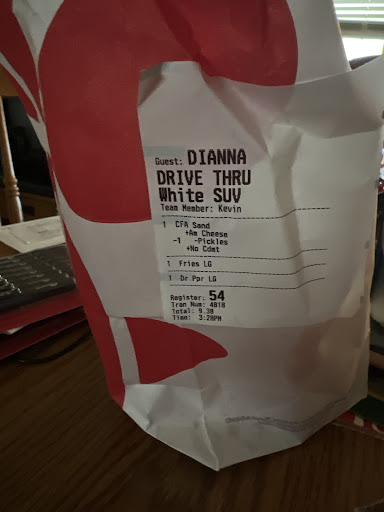 Guest: DIANNA
DRIVE THRU
White SUV
Team Member: Kevin
1 CFA Sand
+Am Cheese
-1 -Pickles
+No Cdmt
1 Fries LG
1 Dr Ppr LG
Register: 54
Tran Num: 4818
Total: 9.38
Time: 3:28PM